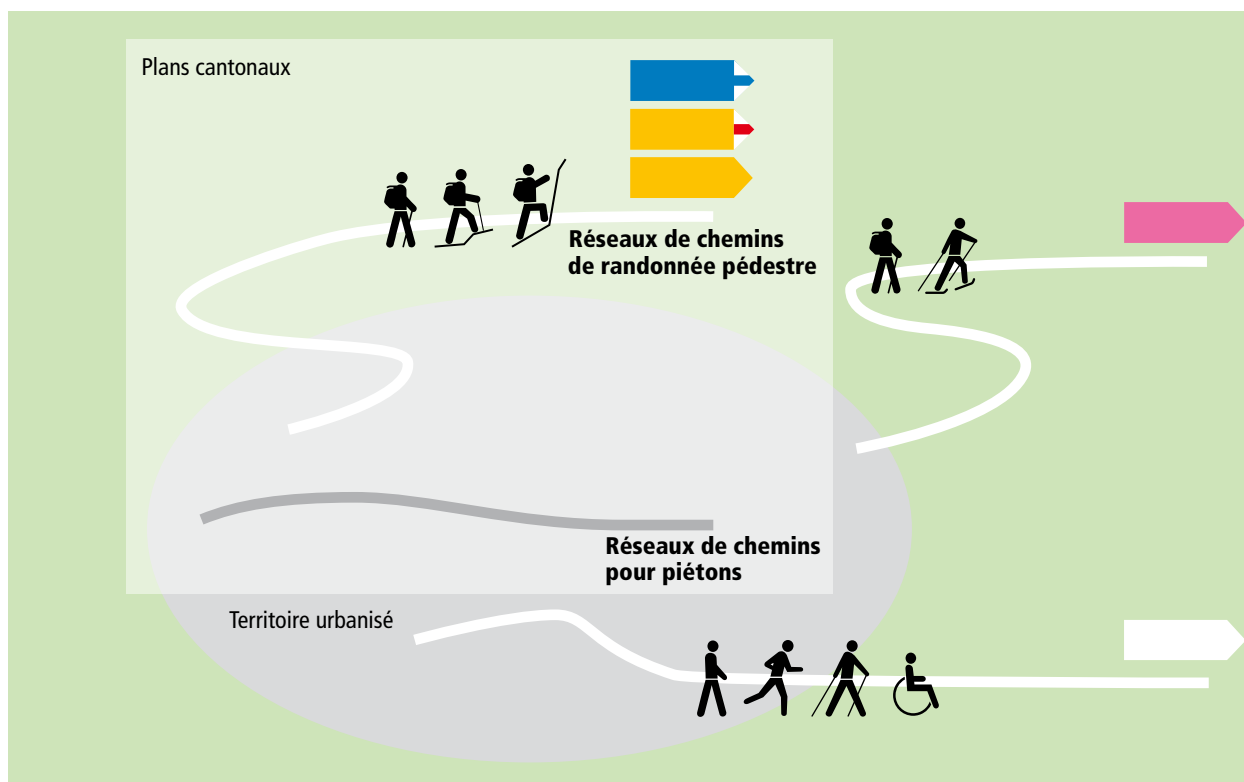 Plans cantonaux
Réseaux de chemins
de randonnée pédestre
Réseaux de chemins
pour piétons
Territoire urbanisé